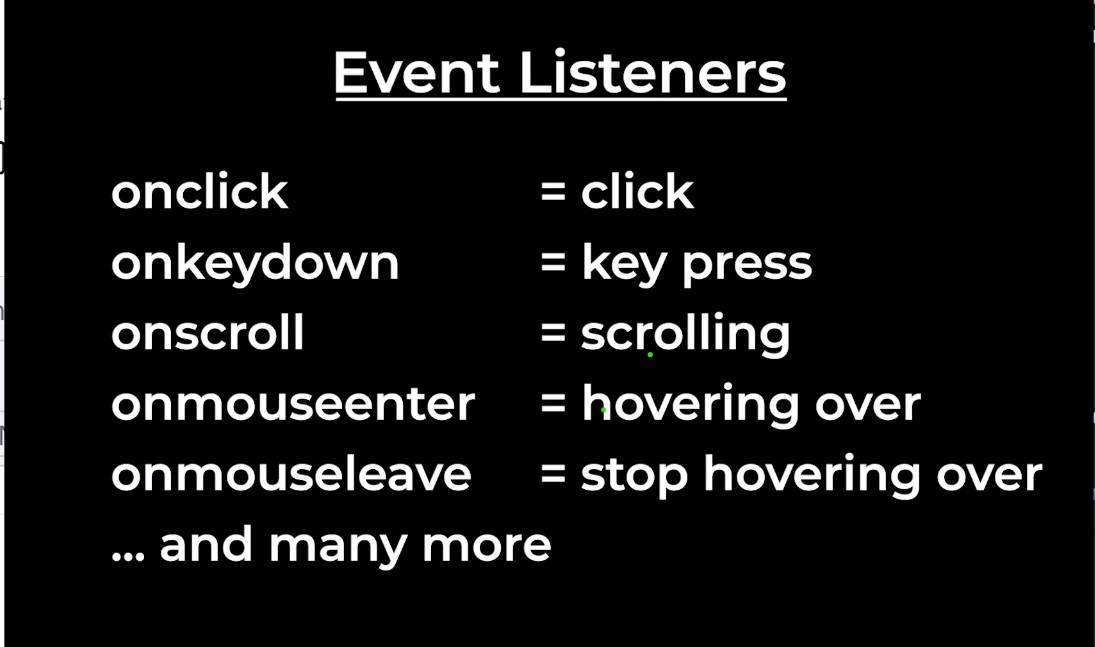 Event Listeners
onclick = click
onkeydown = key press
onscroll = scrolling
onmouseenter = hovering over
onmouseleave = stop hovering over
... and many more